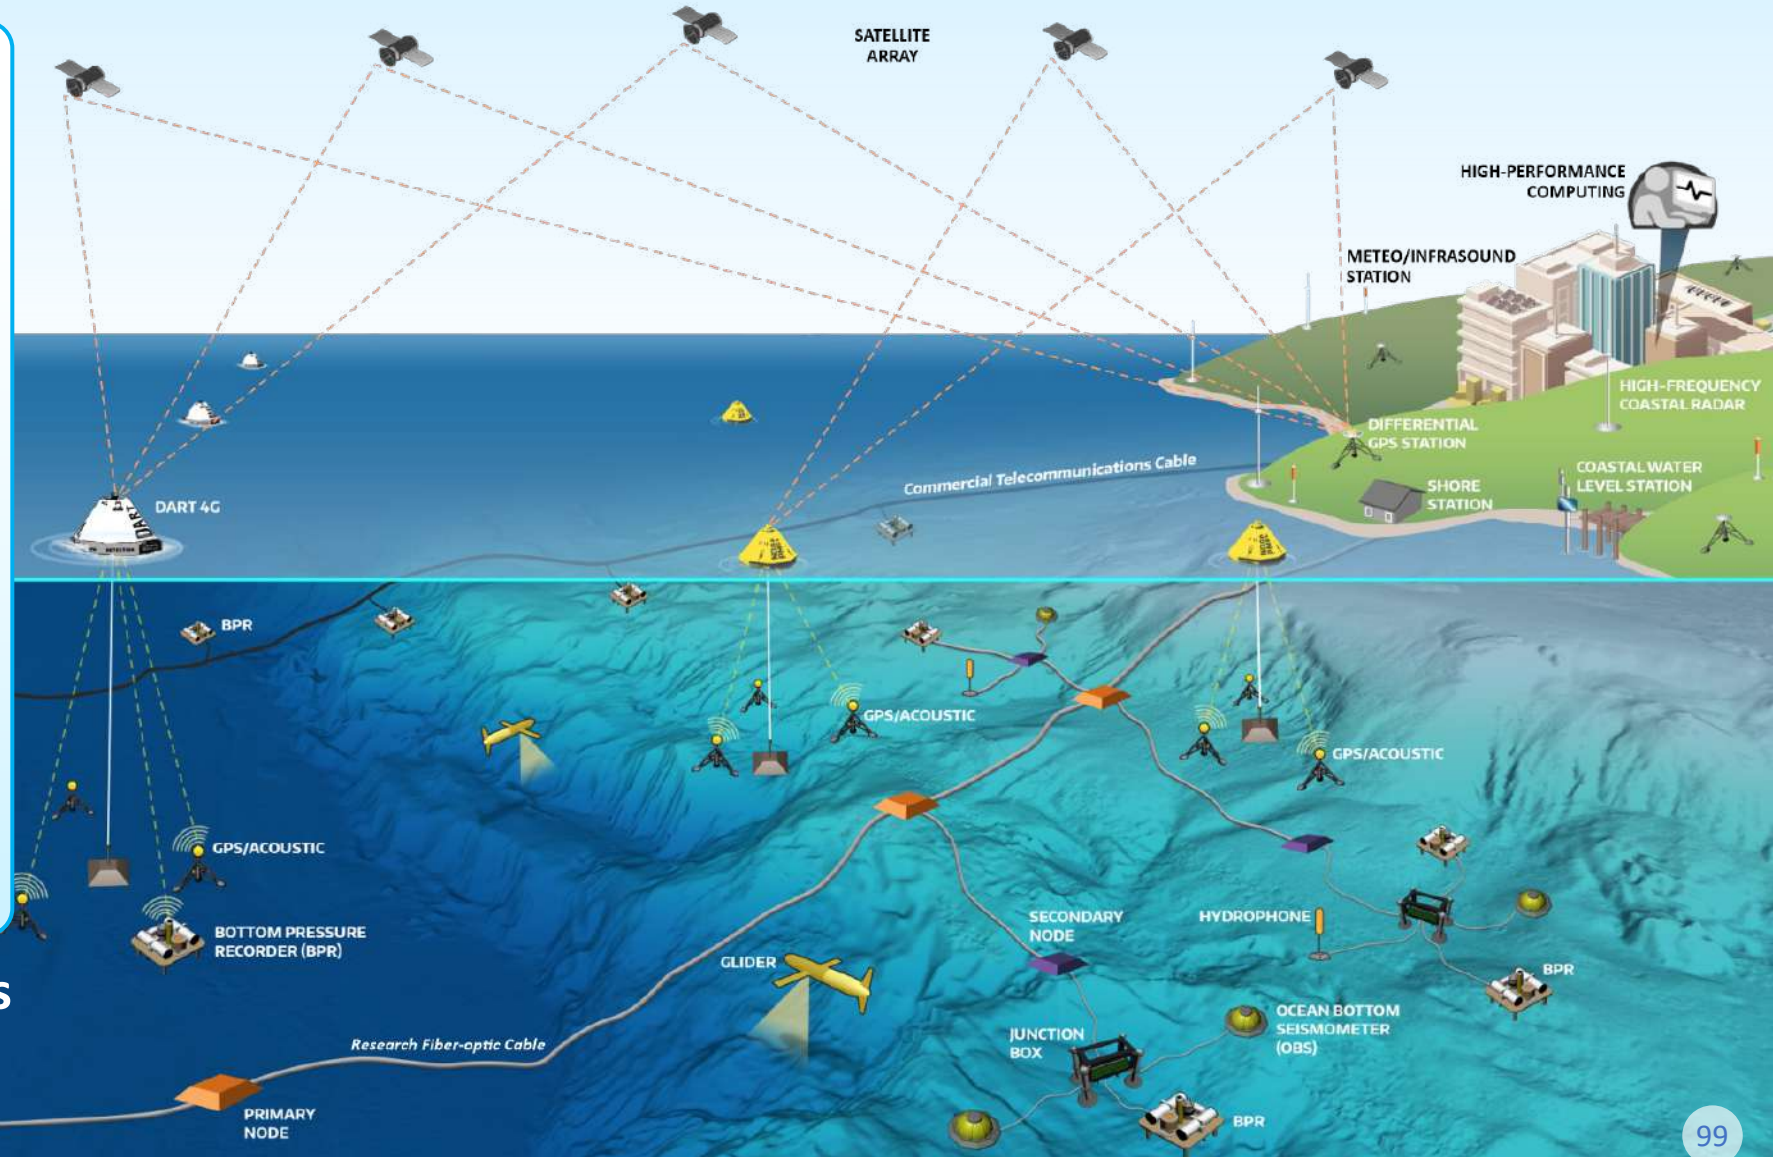 SATELLITE
ARRAY
HIGH-PERFORMANCE
COMPUTING
METEO/INFRASOUND
STATION
HIGH-FREQUENCY
COASTAL RADAR
DIFFERENTIAL
GPS STATION
Commercial Telecommunications Cable
COASTAL WATER
LEVEL STATION
SHORE
STATION
DART 4G
DART
DETECTION
BPR
GPS/ACOUSTIC
GPS/ACOUSTIC
GPS/ACOUSTIC
BOTTOM PRESSURE
RECORDER (BPR)
SECONDARY
NODE
HYDROPHONE
GLIDER
BPR
S
OCEAN BOTTOM
SEISMOMETER
(OBS)
JUNCTION
BOX
Research Fiber-optic Cable
PRIMARY
NODE
BPR
99